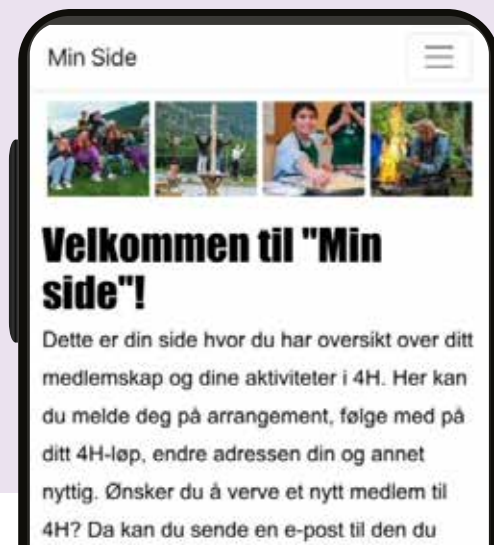 Min Side
Velkommen til "Min
side"!
Dette er din side hvor du har oversikt over ditt
medlemskap og dine aktiviteter i 4H. Her kan
du melde deg på arrangement, følge med på
ditt 4H-løp, endre adressen din og annet
nyttig. Ønsker du å verve et nytt medlem til
4H? Da kan du sende en e-post til den du